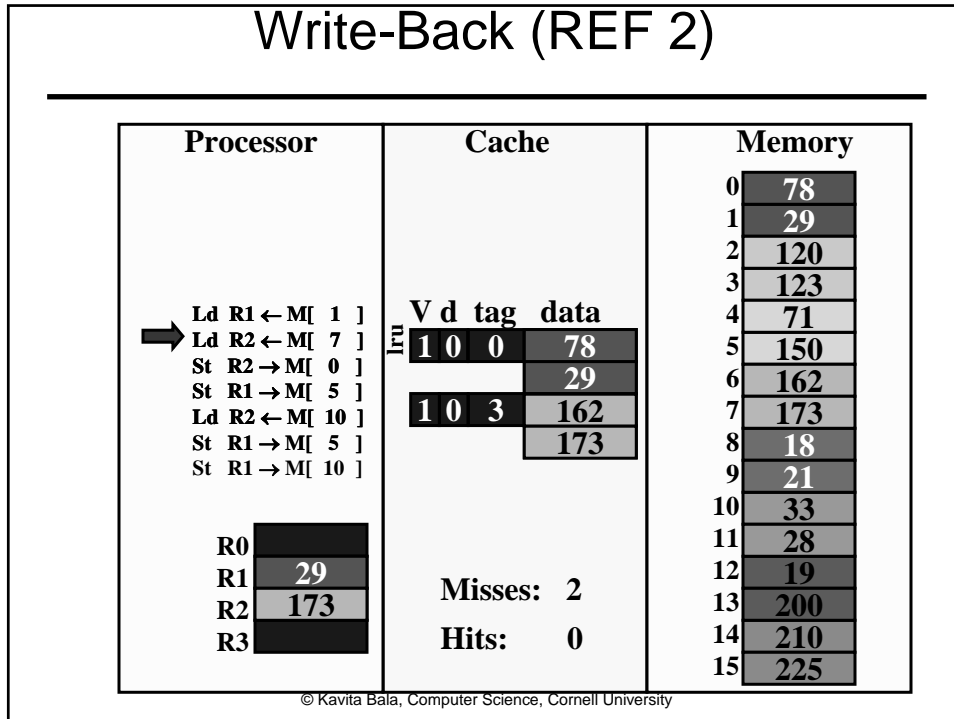 Write-Back (REF 2)
Processor
Ld R1 ← M[ 1 ]
Ld R2 ← M[ 7 ]
St R2 → M[ 0 ]
St R1 → M[ 5 ]
Ld R2 ← M[ 10 ]
St R1 → M[ 5 ]
St R1 → M[ 10 ]
R0
R1 29
R2 173
R3
Cache
V d tag data
lru
1 0 0 78
29
1 0 3 162
173
Misses: 2
Hits: 0
Memory
0 78
1 29
2 120
3 123
4 71
5 150
6 162
7 173
8 18
9 21
10 33
11 28
12 19
13 200
14 210
15 225
© Kavita Bala, Computer Science, Cornell University